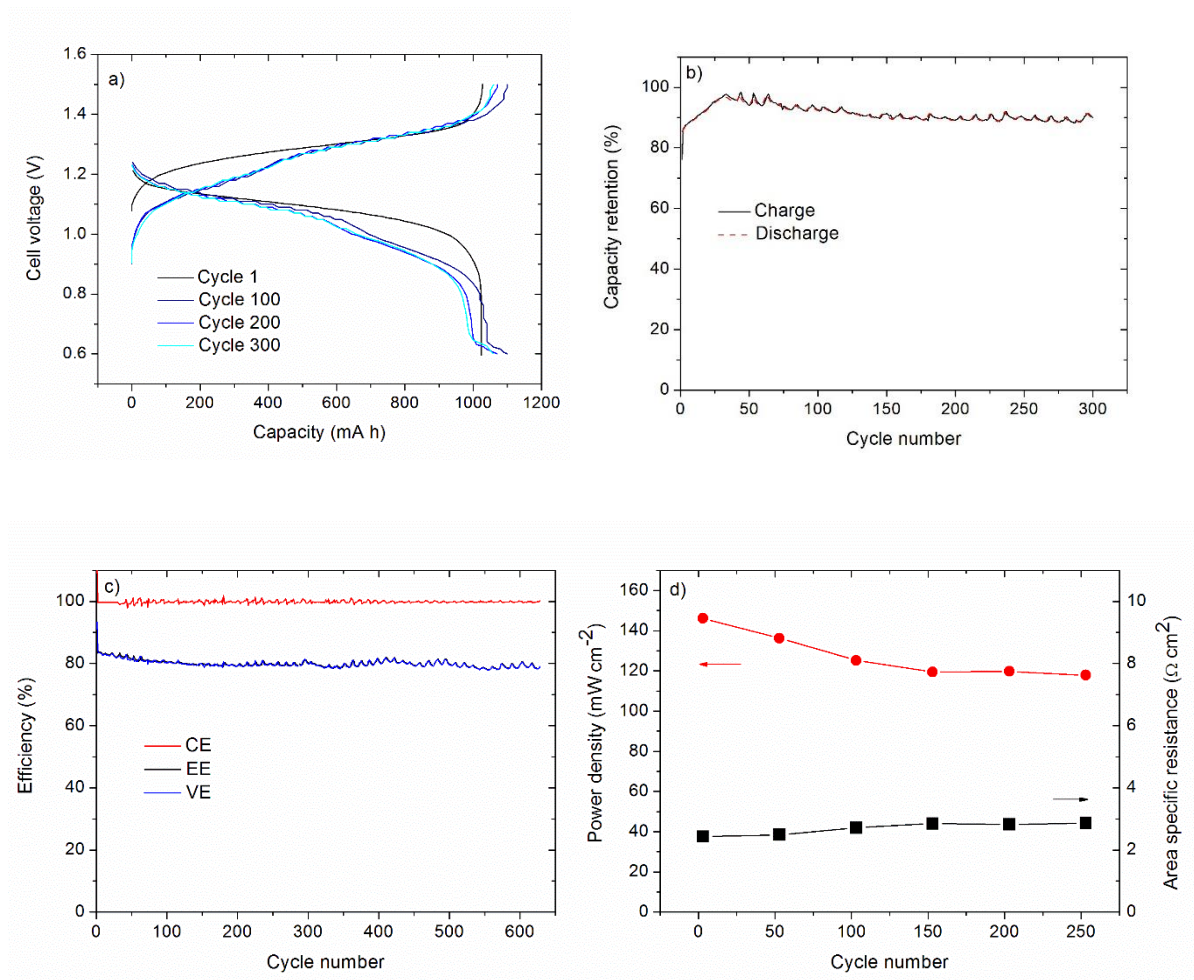 a)
1.6
1.4
1.2
1.0
0.8
0.6
Cell voltage (V)
Cycle 1
Cycle 100
Cycle 200
Cycle 300
0 200 400 600 800 1000 1200
Capacity (mA h)
b)
100
80
60
40
20
0
Capacity retention (%)
Charge
Discharge
0 50 100 150 200 250 300
Cycle number
c)
100
80
60
40
20
0
Efficiency (%)
CE
EE
VE
0 100 200 300 400 500 600
Cycle number
d)
160
140
120
100
80
60
40
20
0
Power density (mW cm-2)
10
8
6
4
2
0
Area specific resistance (Ω cm2)
0 50 100 150 200 250
Cycle number